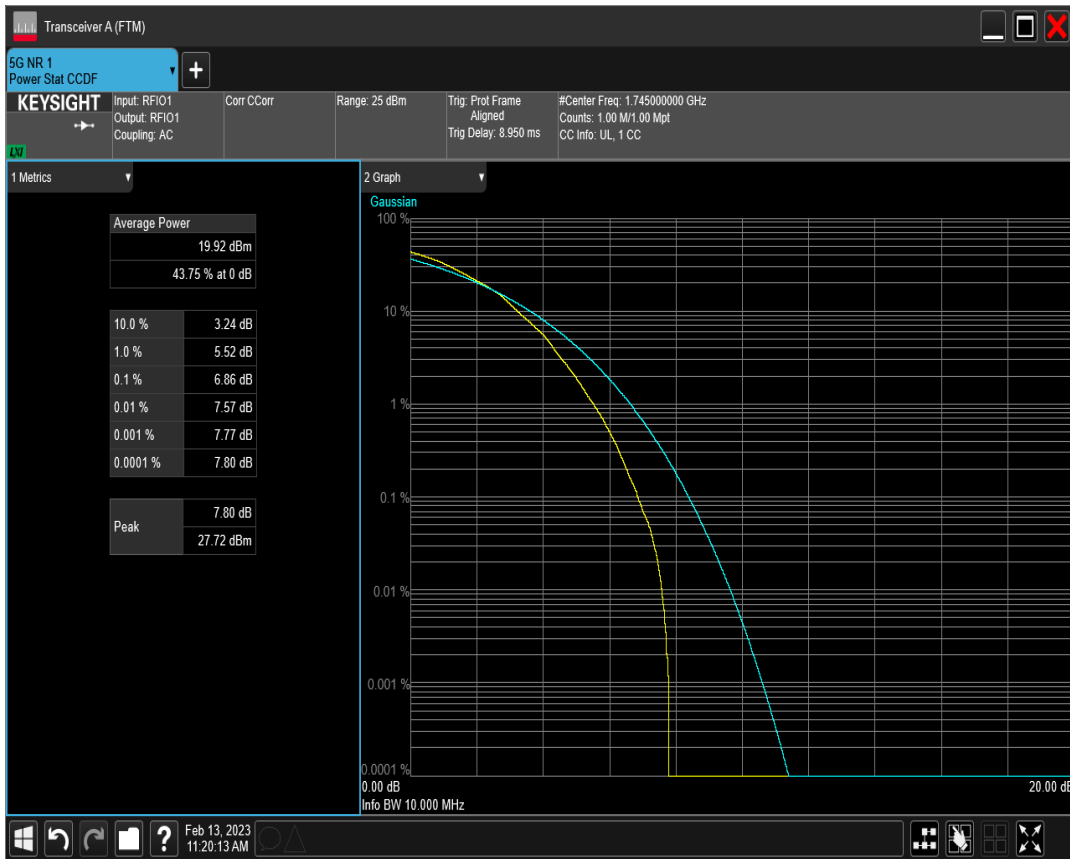 Transceiver A (FTM)
5G NR 1
Power Stat CCDF
+
KEYSIGHT
LXI
Input: RFIO1
Output: RFIO1
Coupling: AC
Corr CCorr
Range: 25 dBm
Trig: Prot Frame
Aligned
Trig Delay: 8.950 ms
#Center Freq: 1.745000000 GHz
Counts: 1.00 M/1.00 Mpt
CC Info: UL, 1 CC
1 Metrics
Average Power
19.92 dBm
43.75 % at 0 dB
10.0 % 3.24 dB
1.0 % 5.52 dB
0.1 % 6.86 dB
0.01 % 7.57 dB
0.001 % 7.77 dB
0.0001 % 7.80 dB
Peak 7.80 dB
27.72 dBm
2 Graph
Gaussian
100 %
10 %
1 %
0.1 %
0.01 %
0.001 %
0.0001 %
0.00 dB 20.00 dB
Info BW 10.000 MHz
?
Feb 13, 2023
11:20:13 AM